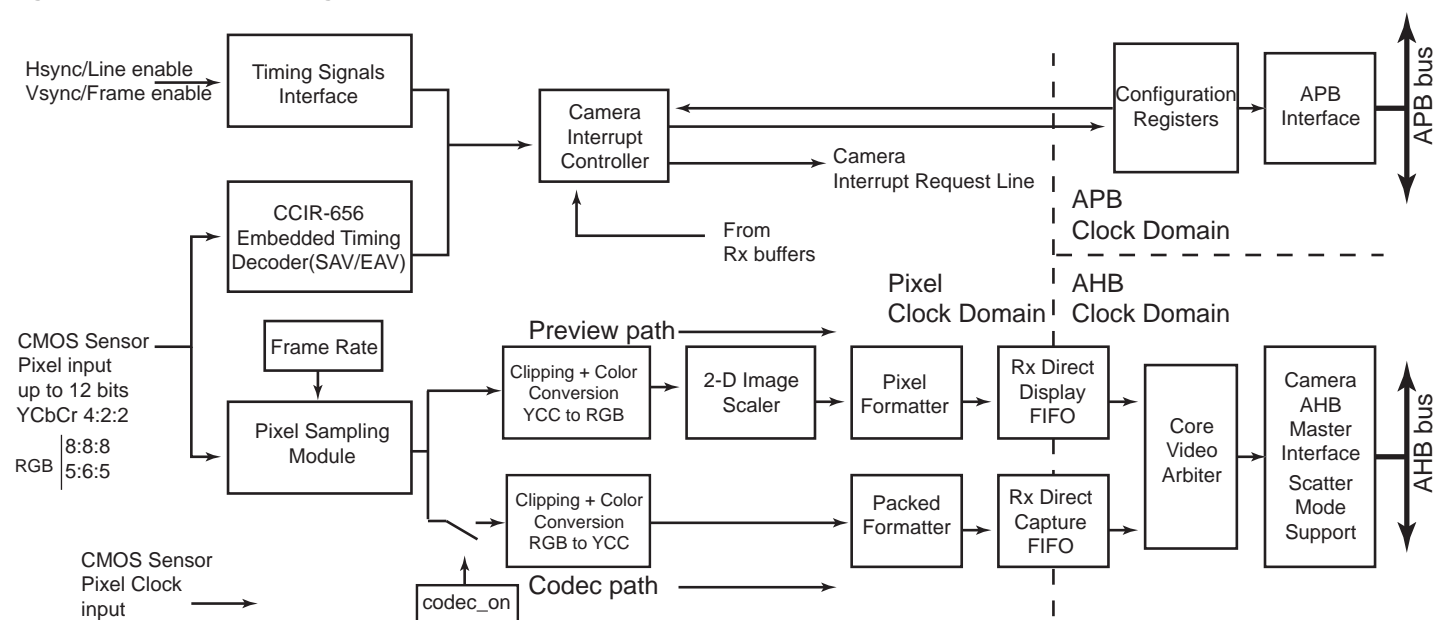 Hsync/Line enable
Vsync/Frame enable
Timing Signals
Interface
Camera
Interrupt
Controller
Configuration
Registers
APB
Interface
APB bus
Camera
Interrupt Request Line
APB
Clock Domain
CCIR-656
Embedded Timing
Decoder(SAV/EAV)
From
Rx buffers
Pixel
Clock Domain
AHB
Clock Domain
CMOS Sensor
Pixel input
up to 12 bits
YCbCr 4:2:2
RGB
8:8:8
5:6:5
Frame Rate
Pixel Sampling
Module
Preview path
Clipping + Color
Conversion
YCC to RGB
2-D Image
Scaler
Pixel
Formatter
Rx Direct
Display
FIFO
Core
Video
Arbiter
Camera
AHB
Master
Interface
Scatter
Mode
Support
AHB bus
Clipping + Color
Conversion
RGB to YCC
Packed
Formatter
Rx Direct
Capture
FIFO
Codec path
codec_on
CMOS Sensor
Pixel Clock
input